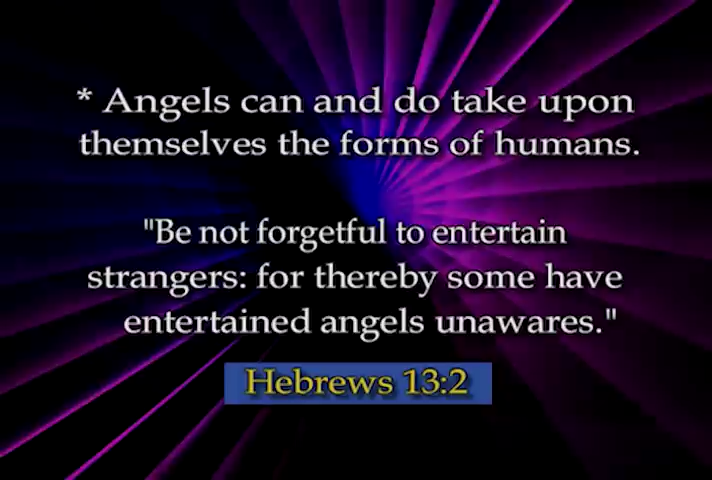 * Angels can and do take upon
themselves the forms of humans.
"Be not forgetful to entertain
strangers: for thereby some have
entertained angels unawares."
Hebrews 13:2